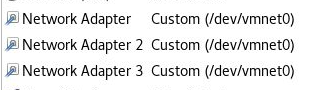 Network Adapter Custom (/dev/vmnet0)
Network Adapter 2 Custom (/dev/vmnet0)
Network Adapter 3 Custom (/dev/vmnet0)